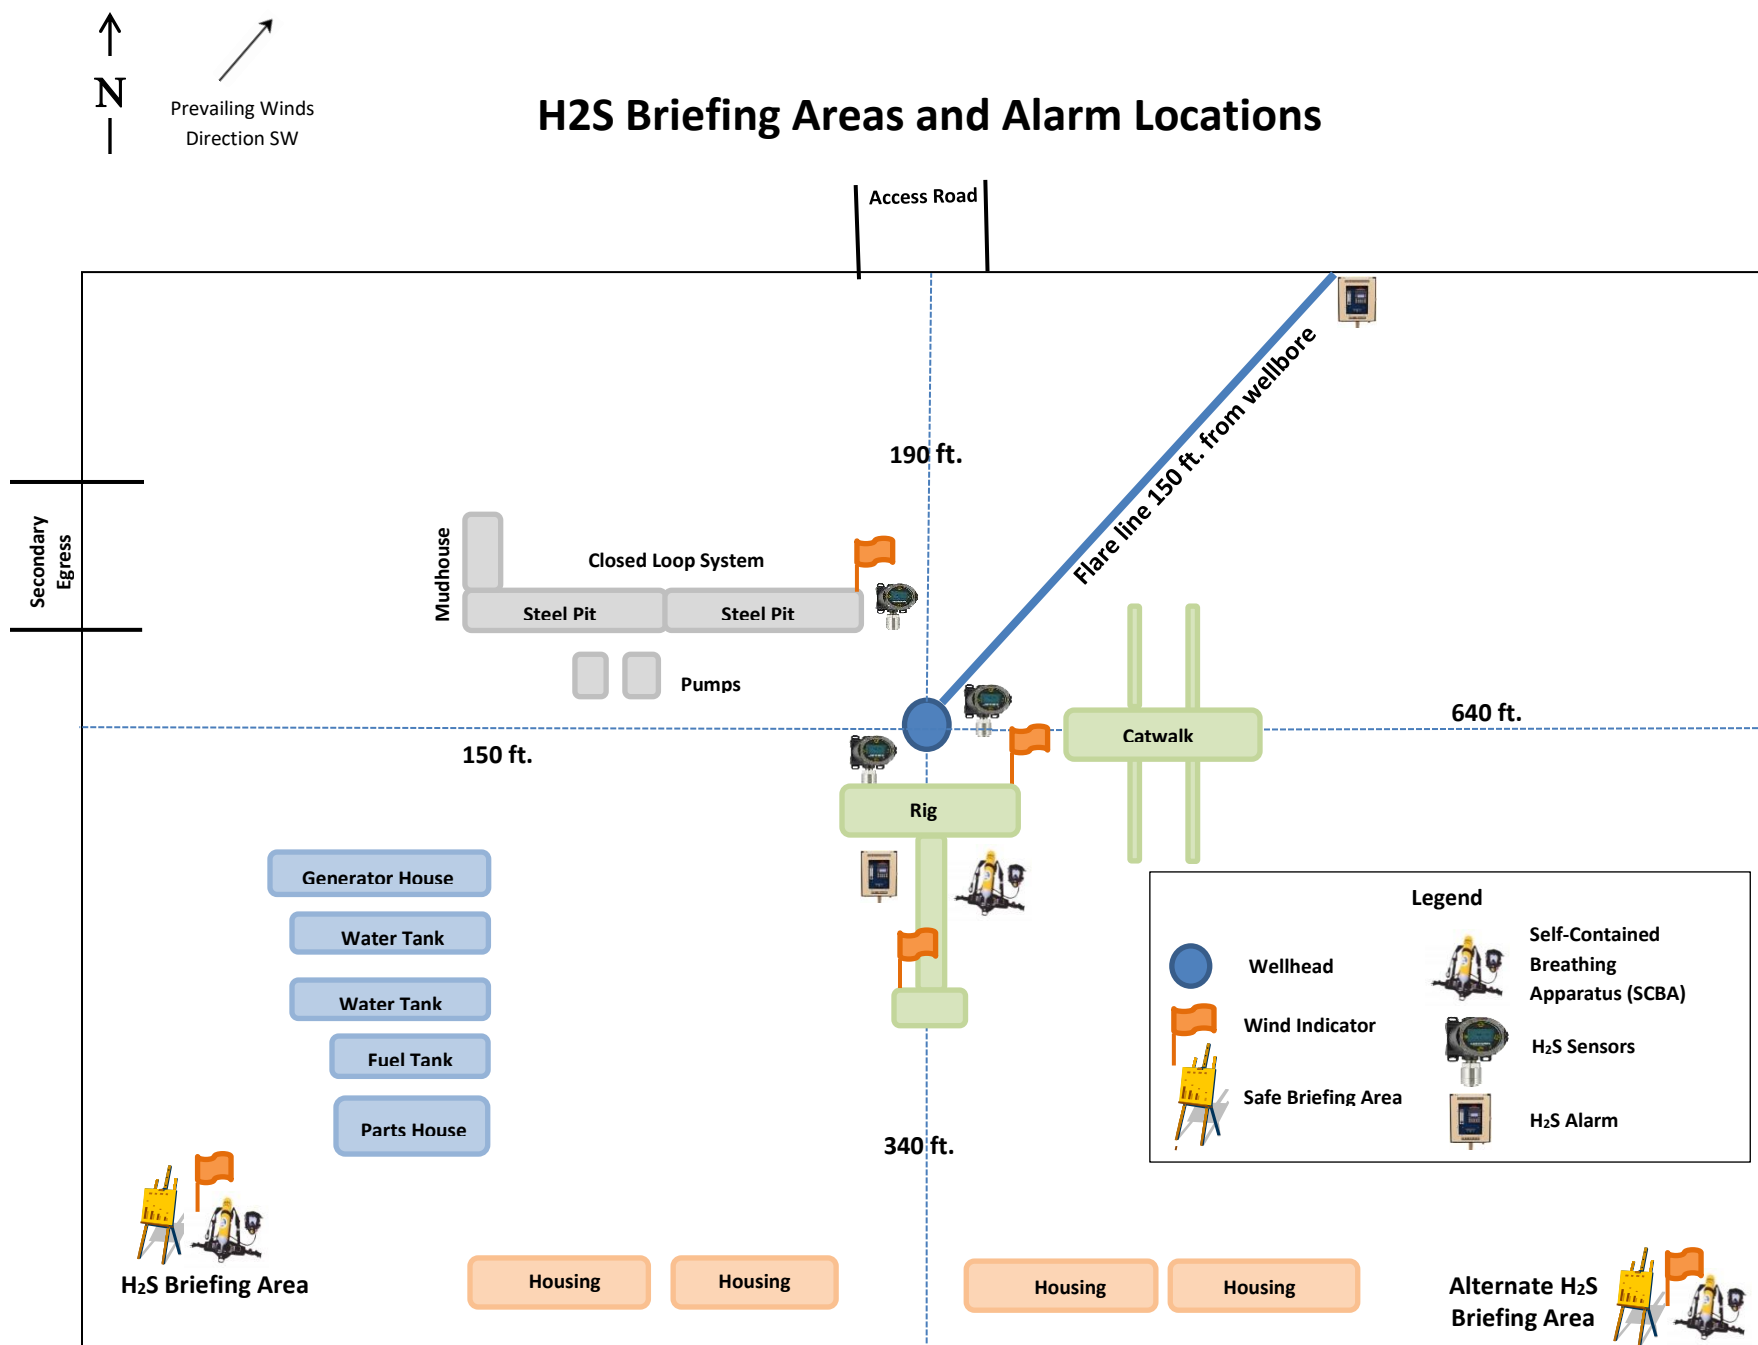 N
Prevailing Winds
Direction SW
H2S Briefing Areas and Alarm Locations
Access Road
Flare line 150 ft. from wellbore
190 ft.
Secondary
Egress
Mudhouse
Closed Loop System
Steel Pit
Steel Pit
Pumps
640 ft.
Catwalk
150 ft.
Rig
Generator House
Water Tank
Water Tank
Fuel Tank
Parts House
340 ft.
Legend
Wellhead
Self-Contained
Breathing
Apparatus (SCBA)
Wind Indicator
H2S Sensors
Safe Briefing Area
H2S Alarm
H2S Briefing Area
Housing
Housing
Housing
Housing
Alternate H2S
Briefing Area